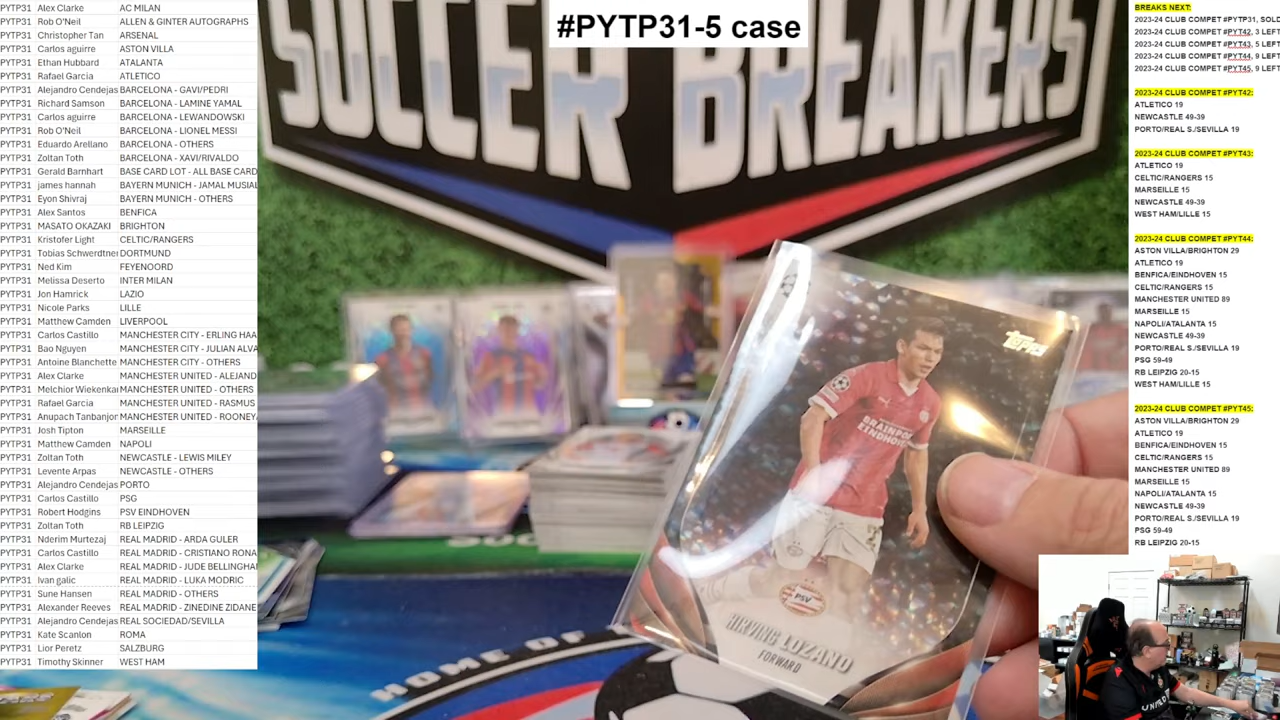 #PYTP31-5 case
PYTP31 Alex Clarke AC MILAN
PYTP31 Rob O'Neil ALLEN & GINTER AUTOGRAPHS
PYTP31 Christopher Tan ARSENAL
PYTP31 Carlos aguirre ASTON VILLA
PYTP31 Ethan Hubbard ATALANTA
PYTP31 Rafael Garcia ATLETICO
PYTP31 Alejandro Cendejas BARCELONA - GAVI/PEDRI
PYTP31 Richard Samson BARCELONA - LAMINE YAMAL
PYTP31 Carlos aguirre BARCELONA - LEWANDOWSKI
PYTP31 Rob O'Neil BARCELONA - LIONEL MESSI
PYTP31 Eduardo Arellano BARCELONA - OTHERS
PYTP31 Zoltan Toth BARCELONA - XAVI/RIVALDO
PYTP31 Gerald Barnhart BASE CARD LOT - ALL BASE CARD
PYTP31 james hannah BAYERN MUNICH - JAMAL MUSIAL
PYTP31 Eyon Shivraj BAYERN MUNICH - OTHERS
PYTP31 Alex Santos BENFICA
PYTP31 MASATO OKAZAKI BRIGHTON
PYTP31 Kristofer Light CELTIC/RANGERS
PYTP31 Tobias Schwerdtner DORTMUND
PYTP31 Ned Kim FEYENOORD
PYTP31 Melissa Deserto INTER MILAN
PYTP31 Jon Hamrick LAZIO
PYTP31 Nicole Parks LILLE
PYTP31 Matthew Camden LIVERPOOL
PYTP31 Carlos Castillo MANCHESTER CITY - ERLING HAA
PYTP31 Bao Nguyen MANCHESTER CITY - JULIAN ALVA
PYTP31 Antoine Blanchette MANCHESTER CITY - OTHERS
PYTP31 Alex Clarke MANCHESTER UNITED - ALEJAND
PYTP31 Melchior Wiekenkar MANCHESTER UNITED - OTHERS
PYTP31 Rafael Garcia MANCHESTER UNITED - RASMUS
PYTP31 Anupach Tanbanjor MANCHESTER UNITED - ROONEY
PYTP31 Josh Tipton MARSEILLE
PYTP31 Matthew Camden NAPOLI
PYTP31 Zoltan Toth NEWCASTLE - LEWIS MILEY
PYTP31 Levente Arpas NEWCASTLE - OTHERS
PYTP31 Alejandro Cendejas PORTO
PYTP31 Carlos Castillo PSG
PYTP31 Robert Hodgins PSV EINDHOVEN
PYTP31 Zoltan Toth RB LEIPZIG
PYTP31 Nderim Murtezaj REAL MADRID - ARDA GULER
PYTP31 Carlos Castillo REAL MADRID - CRISTIANO RONA
PYTP31 Alex Clarke REAL MADRID - JUDE BELLINGHA
PYTP31 Ivan galic REAL MADRID - LUKA MODRIC
PYTP31 Sune Hansen REAL MADRID - OTHERS
PYTP31 Alexander Reeves REAL MADRID - ZINEDINE ZIDANE
PYTP31 Alejandro Cendejas REAL SOCIEDAD/SEVILLA
PYTP31 Kate Scanlon ROMA
PYTP31 Lior Peretz SALZBURG
PYTP31 Timothy Skinner WEST HAM
SOCCER BREAKERS
topps
BRAINPORT
EINDHOVEN
PSV
HIRVING LOZANO
FORWARD
HOME OF
BREAKS NEXT:
2023-24 CLUB COMPET #PYTP31, SOLD
2023-24 CLUB COMPET #PYT42, 3 LEFT
2023-24 CLUB COMPET #PYT43, 5 LEFT
2023-24 CLUB COMPET #PYT44, 9 LEFT
2023-24 CLUB COMPET #PYT45, 9 LEFT
2023-24 CLUB COMPET #PYT42:
ATLETICO 19
NEWCASTLE 49-39
PORTO/REAL S./SEVILLA 19
2023-24 CLUB COMPET #PYT43:
ATLETICO 19
CELTIC/RANGERS 15
MARSEILLE 15
NEWCASTLE 49-39
WEST HAM/LILLE 15
2023-24 CLUB COMPET #PYT44:
ASTON VILLA/BRIGHTON 29
ATLETICO 19
BENFICA/EINDHOVEN 15
CELTIC/RANGERS 15
MANCHESTER UNITED 89
MARSEILLE 15
NAPOLI/ATALANTA 15
NEWCASTLE 49-39
PORTO/REAL S./SEVILLA 19
PSG 59-49
RB LEIPZIG 20-15
WEST HAM/LILLE 15
2023-24 CLUB COMPET #PYT45:
ASTON VILLA/BRIGHTON 29
ATLETICO 19
BENFICA/EINDHOVEN 15
CELTIC/RANGERS 15
MANCHESTER UNITED 89
MARSEILLE 15
NAPOLI/ATALANTA 15
NEWCASTLE 49-39
PORTO/REAL S./SEVILLA 19
PSG 59-49
RB LEIPZIG 20-15